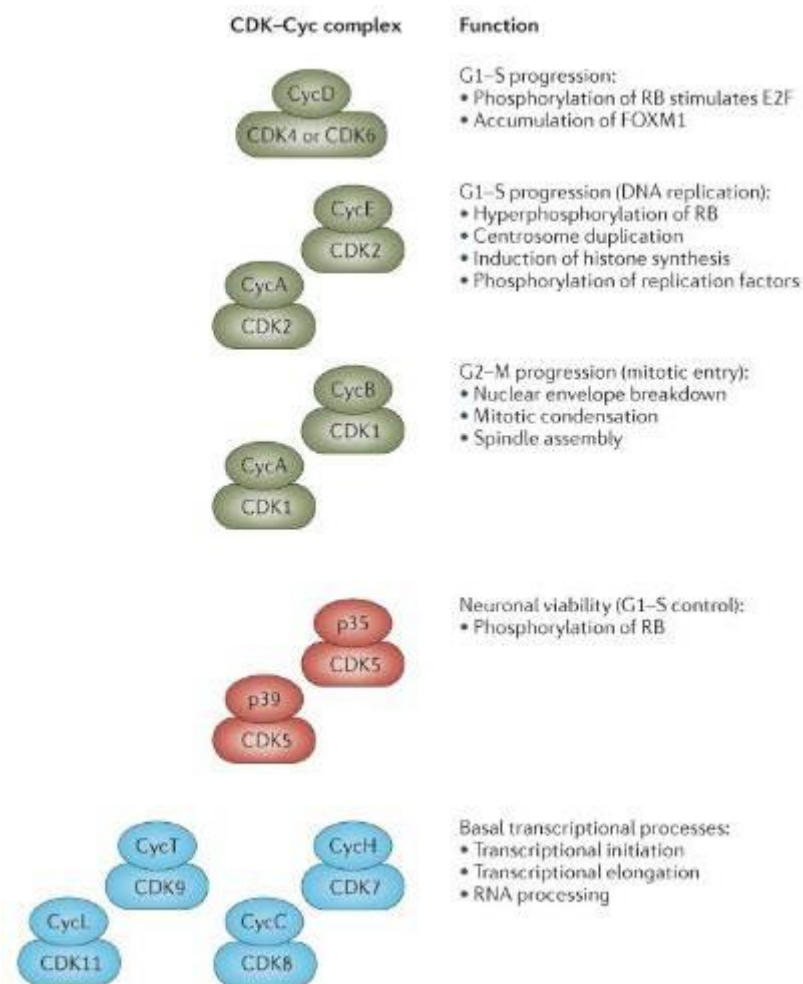 CDK–Cyc complex
Function
CycD
CDK4 or CDK6
G1–S progression:
• Phosphorylation of RB stimulates E2F
• Accumulation of FOXM1
CycE
CDK2
CycA
CDK2
G1–S progression (DNA replication):
• Hyperphosphorylation of RB
• Centrosome duplication
• Induction of histone synthesis
• Phosphorylation of replication factors
CycB
CDK1
CycA
CDK1
G2–M progression (mitotic entry):
• Nuclear envelope breakdown
• Mitotic condensation
• Spindle assembly
p35
CDK5
p39
CDK5
Neuronal viability (G1–S control):
• Phosphorylation of RB
CycT
CDK9
CycH
CDK7
CycL
CDK11
CycC
CDK8
Basal transcriptional processes:
• Transcriptional initiation
• Transcriptional elongation
• RNA processing